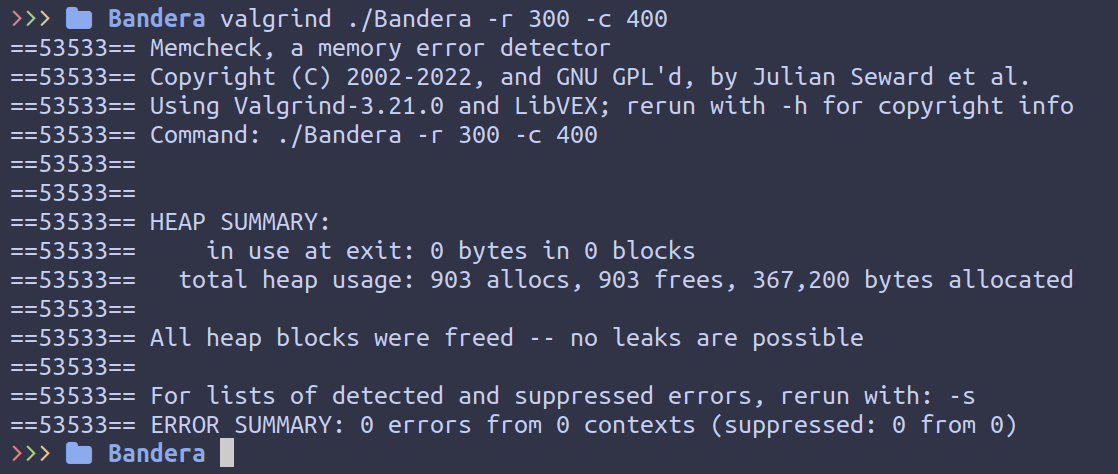 >>> Bandera valgrind ./Bandera -r 300 -c 400
==53533== Memcheck, a memory error detector
==53533== Copyright (C) 2002-2022, and GNU GPL'd, by Julian Seward et al.
==53533== Using Valgrind-3.21.0 and LibVEX; rerun with -h for copyright info
==53533== Command: ./Bandera -r 300 -c 400
==53533==
==53533==
==53533== HEAP SUMMARY:
==53533==     in use at exit: 0 bytes in 0 blocks
==53533==   total heap usage: 903 allocs, 903 frees, 367,200 bytes allocated
==53533==
==53533== All heap blocks were freed -- no leaks are possible
==53533==
==53533== For lists of detected and suppressed errors, rerun with: -s
==53533== ERROR SUMMARY: 0 errors from 0 contexts (suppressed: 0 from 0)
>>> Bandera